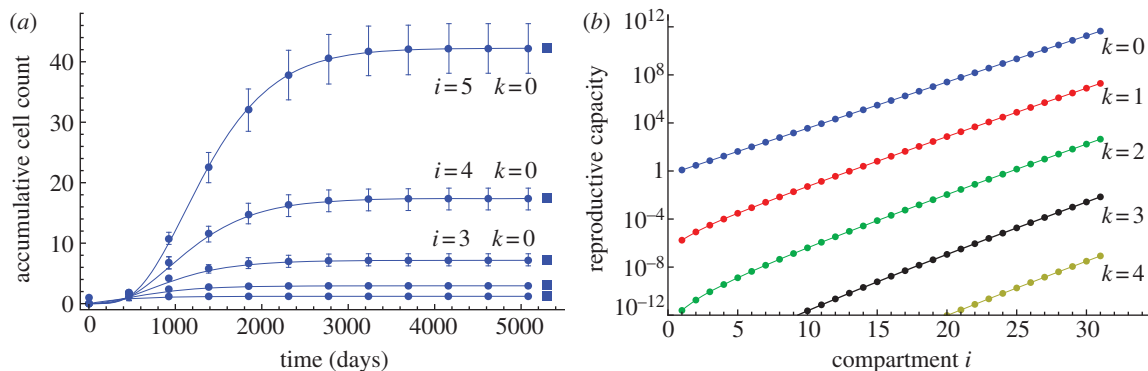 (a)
40
30
20
10
0
accumulative cell count
i=5 k=0
i=4 k=0
i=3 k=0
0 1000 2000 3000 4000 5000
time (days)
(b)
10^12
10^8
10^4
1
10^−4
10^−8
10^−12
reproductive capacity
k=0
k=1
k=2
k=3
k=4
0 5 10 15 20 25 30
compartment i